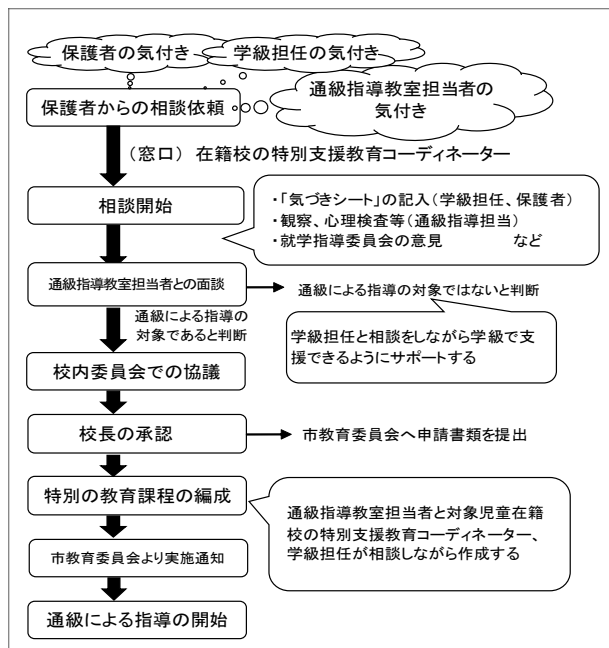 保護者の気付き
学級担任の気付き
通級指導教室担当者の
気付き
保護者からの相談依頼
（窓口） 在籍校の特別支援教育コーディネーター
相談開始
・「気づきシート」の記入（学級担任、保護者）
・観察、心理検査等（通級指導担当）
・就学指導委員会の意見 など
通級指導教室担当者との面談
通級による指導の対象ではないと判断
通級による指導の
対象であると判断
学級担任と相談をしながら学級で支
援できるようにサポートする
校内委員会での協議
校長の承認
市教育委員会へ申請書類を提出
特別の教育課程の編成
通級指導教室担当者と対象児童在籍
校の特別支援教育コーディネーター、
学級担任が相談しながら作成する
市教育委員会より実施通知
通級による指導の開始